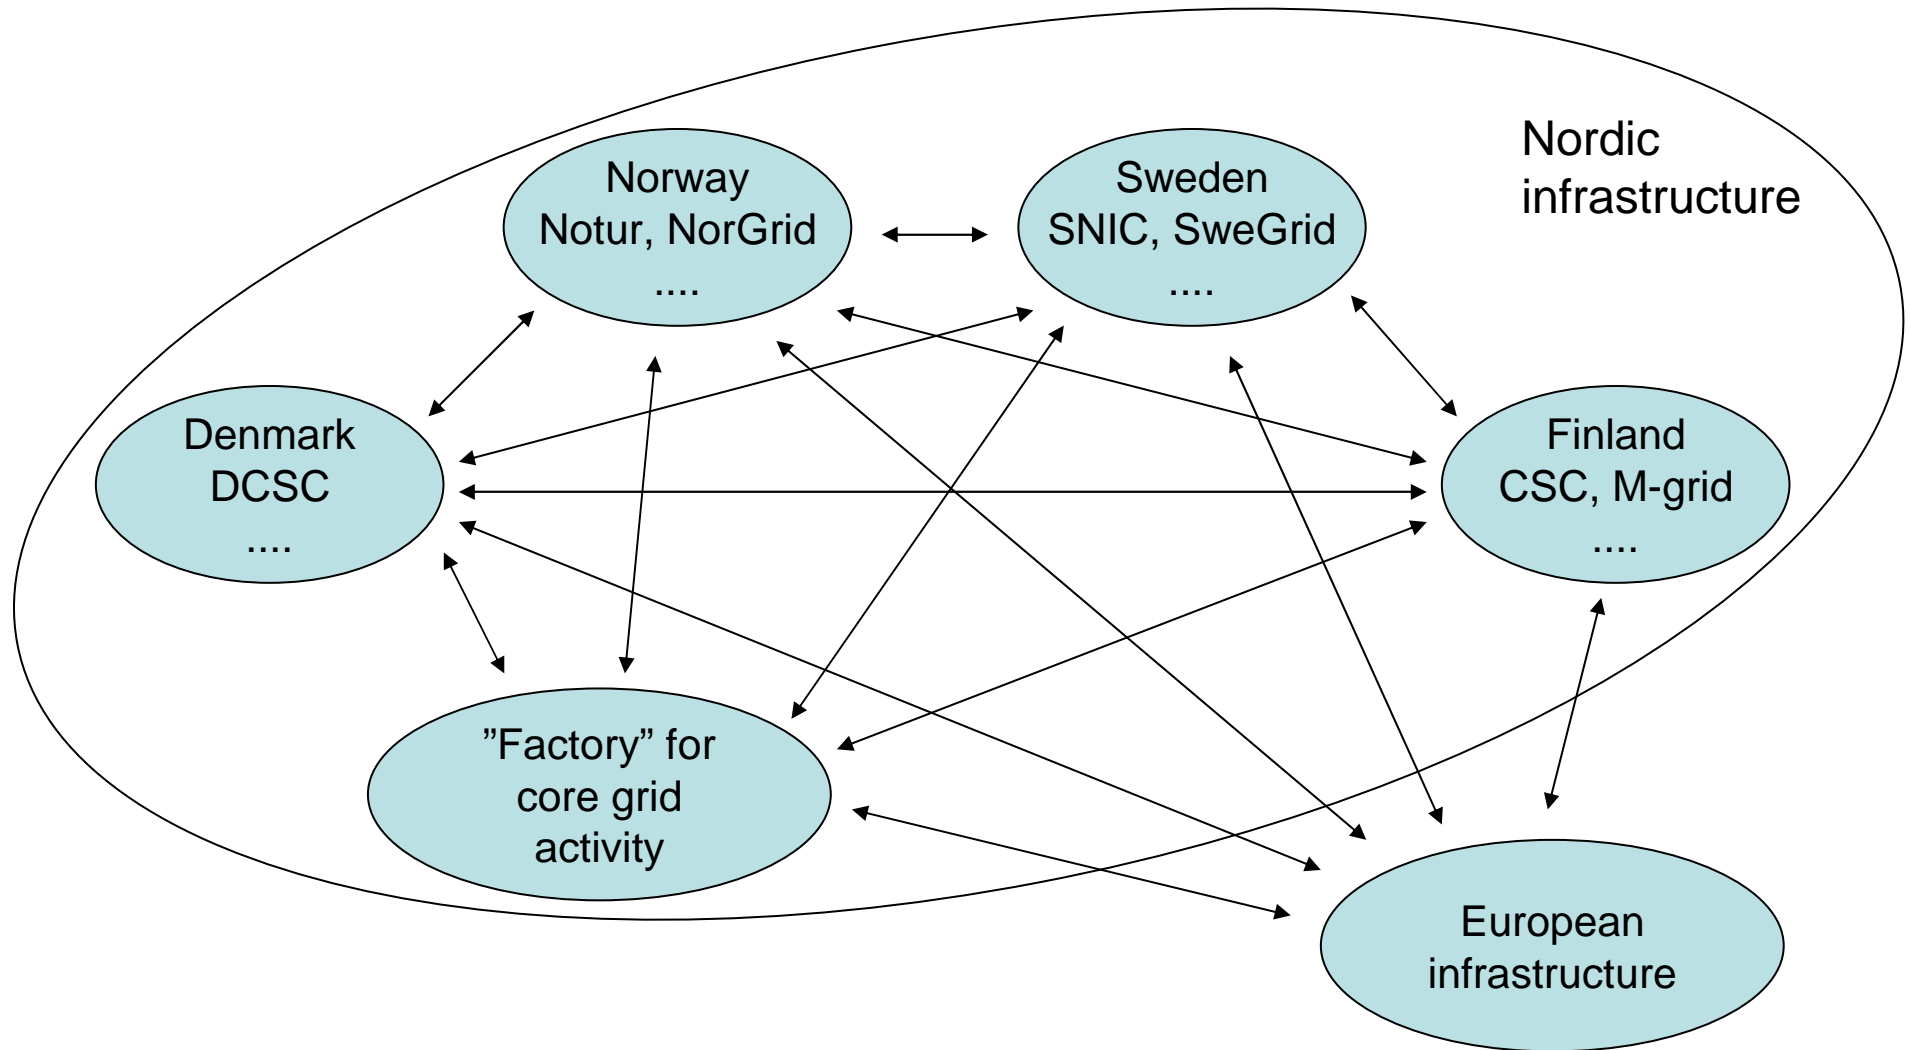 Nordic
infrastructure
Norway
Notur, NorGrid
....
Sweden
SNIC, SweGrid
....
Denmark
DCSC
....
Finland
CSC, M-grid
....
”Factory” for
core grid
activity
European
infrastructure